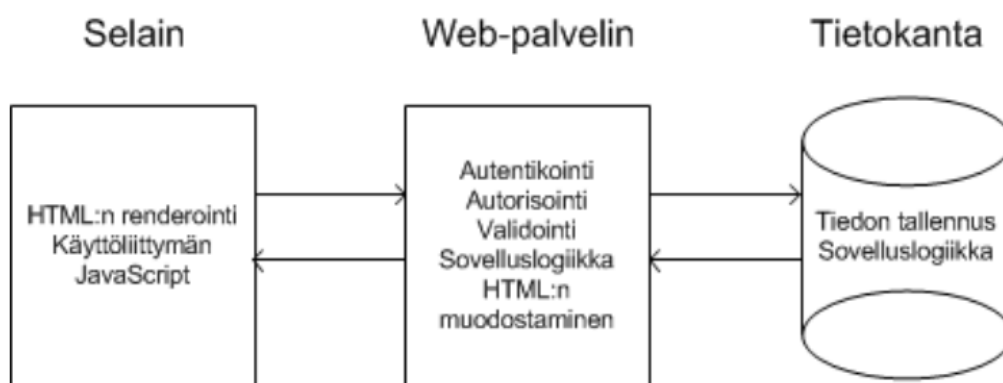 Selain
Web-palvelin
Tietokanta
HTML:n renderointi
Käyttöliittymän
JavaScript
Autentikointi
Autorisointi
Validointi
Sovelluslogiikka
HTML:n
muodostaminen
Tiedon tallennus
Sovelluslogiikka